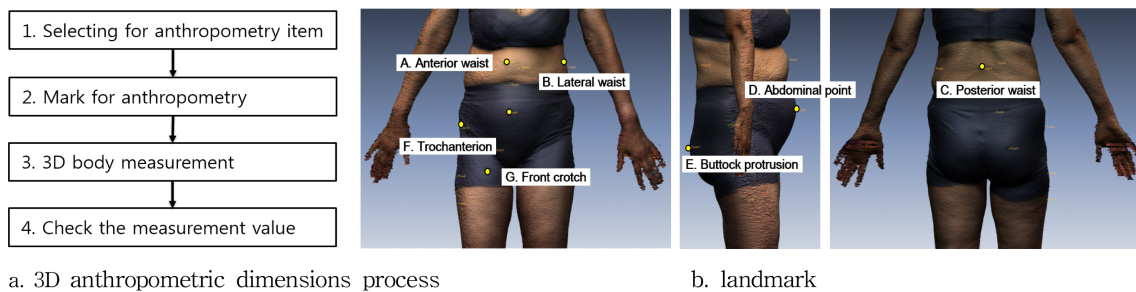 1. Selecting for anthropometry item
2. Mark for anthropometry
3. 3D body measurement
4. Check the measurement value
A. Anterior waist
B. Lateral waist
F. Trochanterion
G. Front crotch
D. Abdominal point
E. Buttock protrusion
C. Posterior waist
a. 3D anthropometric dimensions process
b. landmark